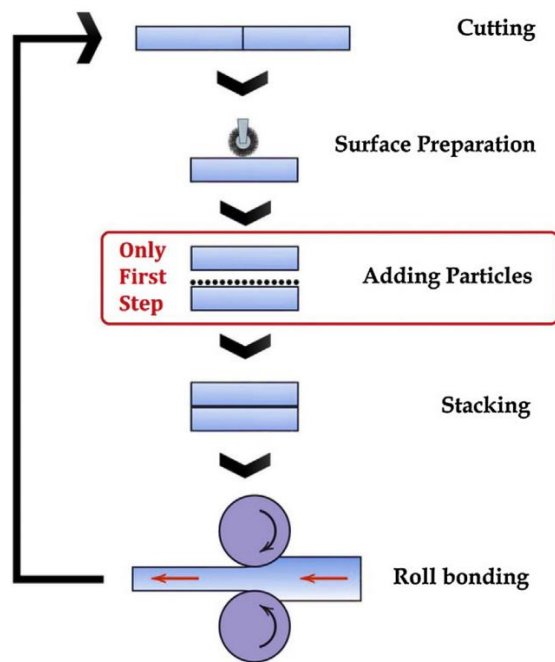 Cutting
Surface Preparation
Only
First
Step
Adding Particles
Stacking
Roll bonding